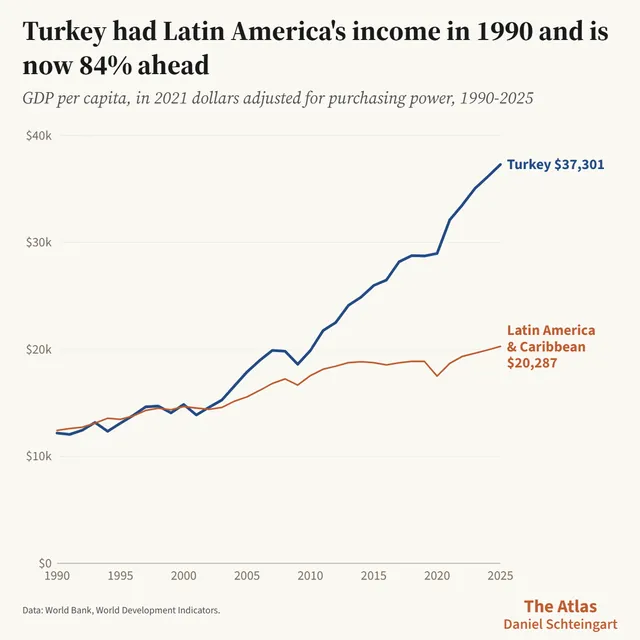 Turkey had Latin America's income in 1990 and is
now 84% ahead
GDP per capita, in 2021 dollars adjusted for purchasing power, 1990-2025
$40k
Turkey $37,301
$30k
Latin America
& Caribbean
$20,287
$20k
$10k
$0
1990 1995 2000 2005 2010 2015 2020 2025
Data: World Bank, World Development Indicators.
The Atlas
Daniel Schteingart